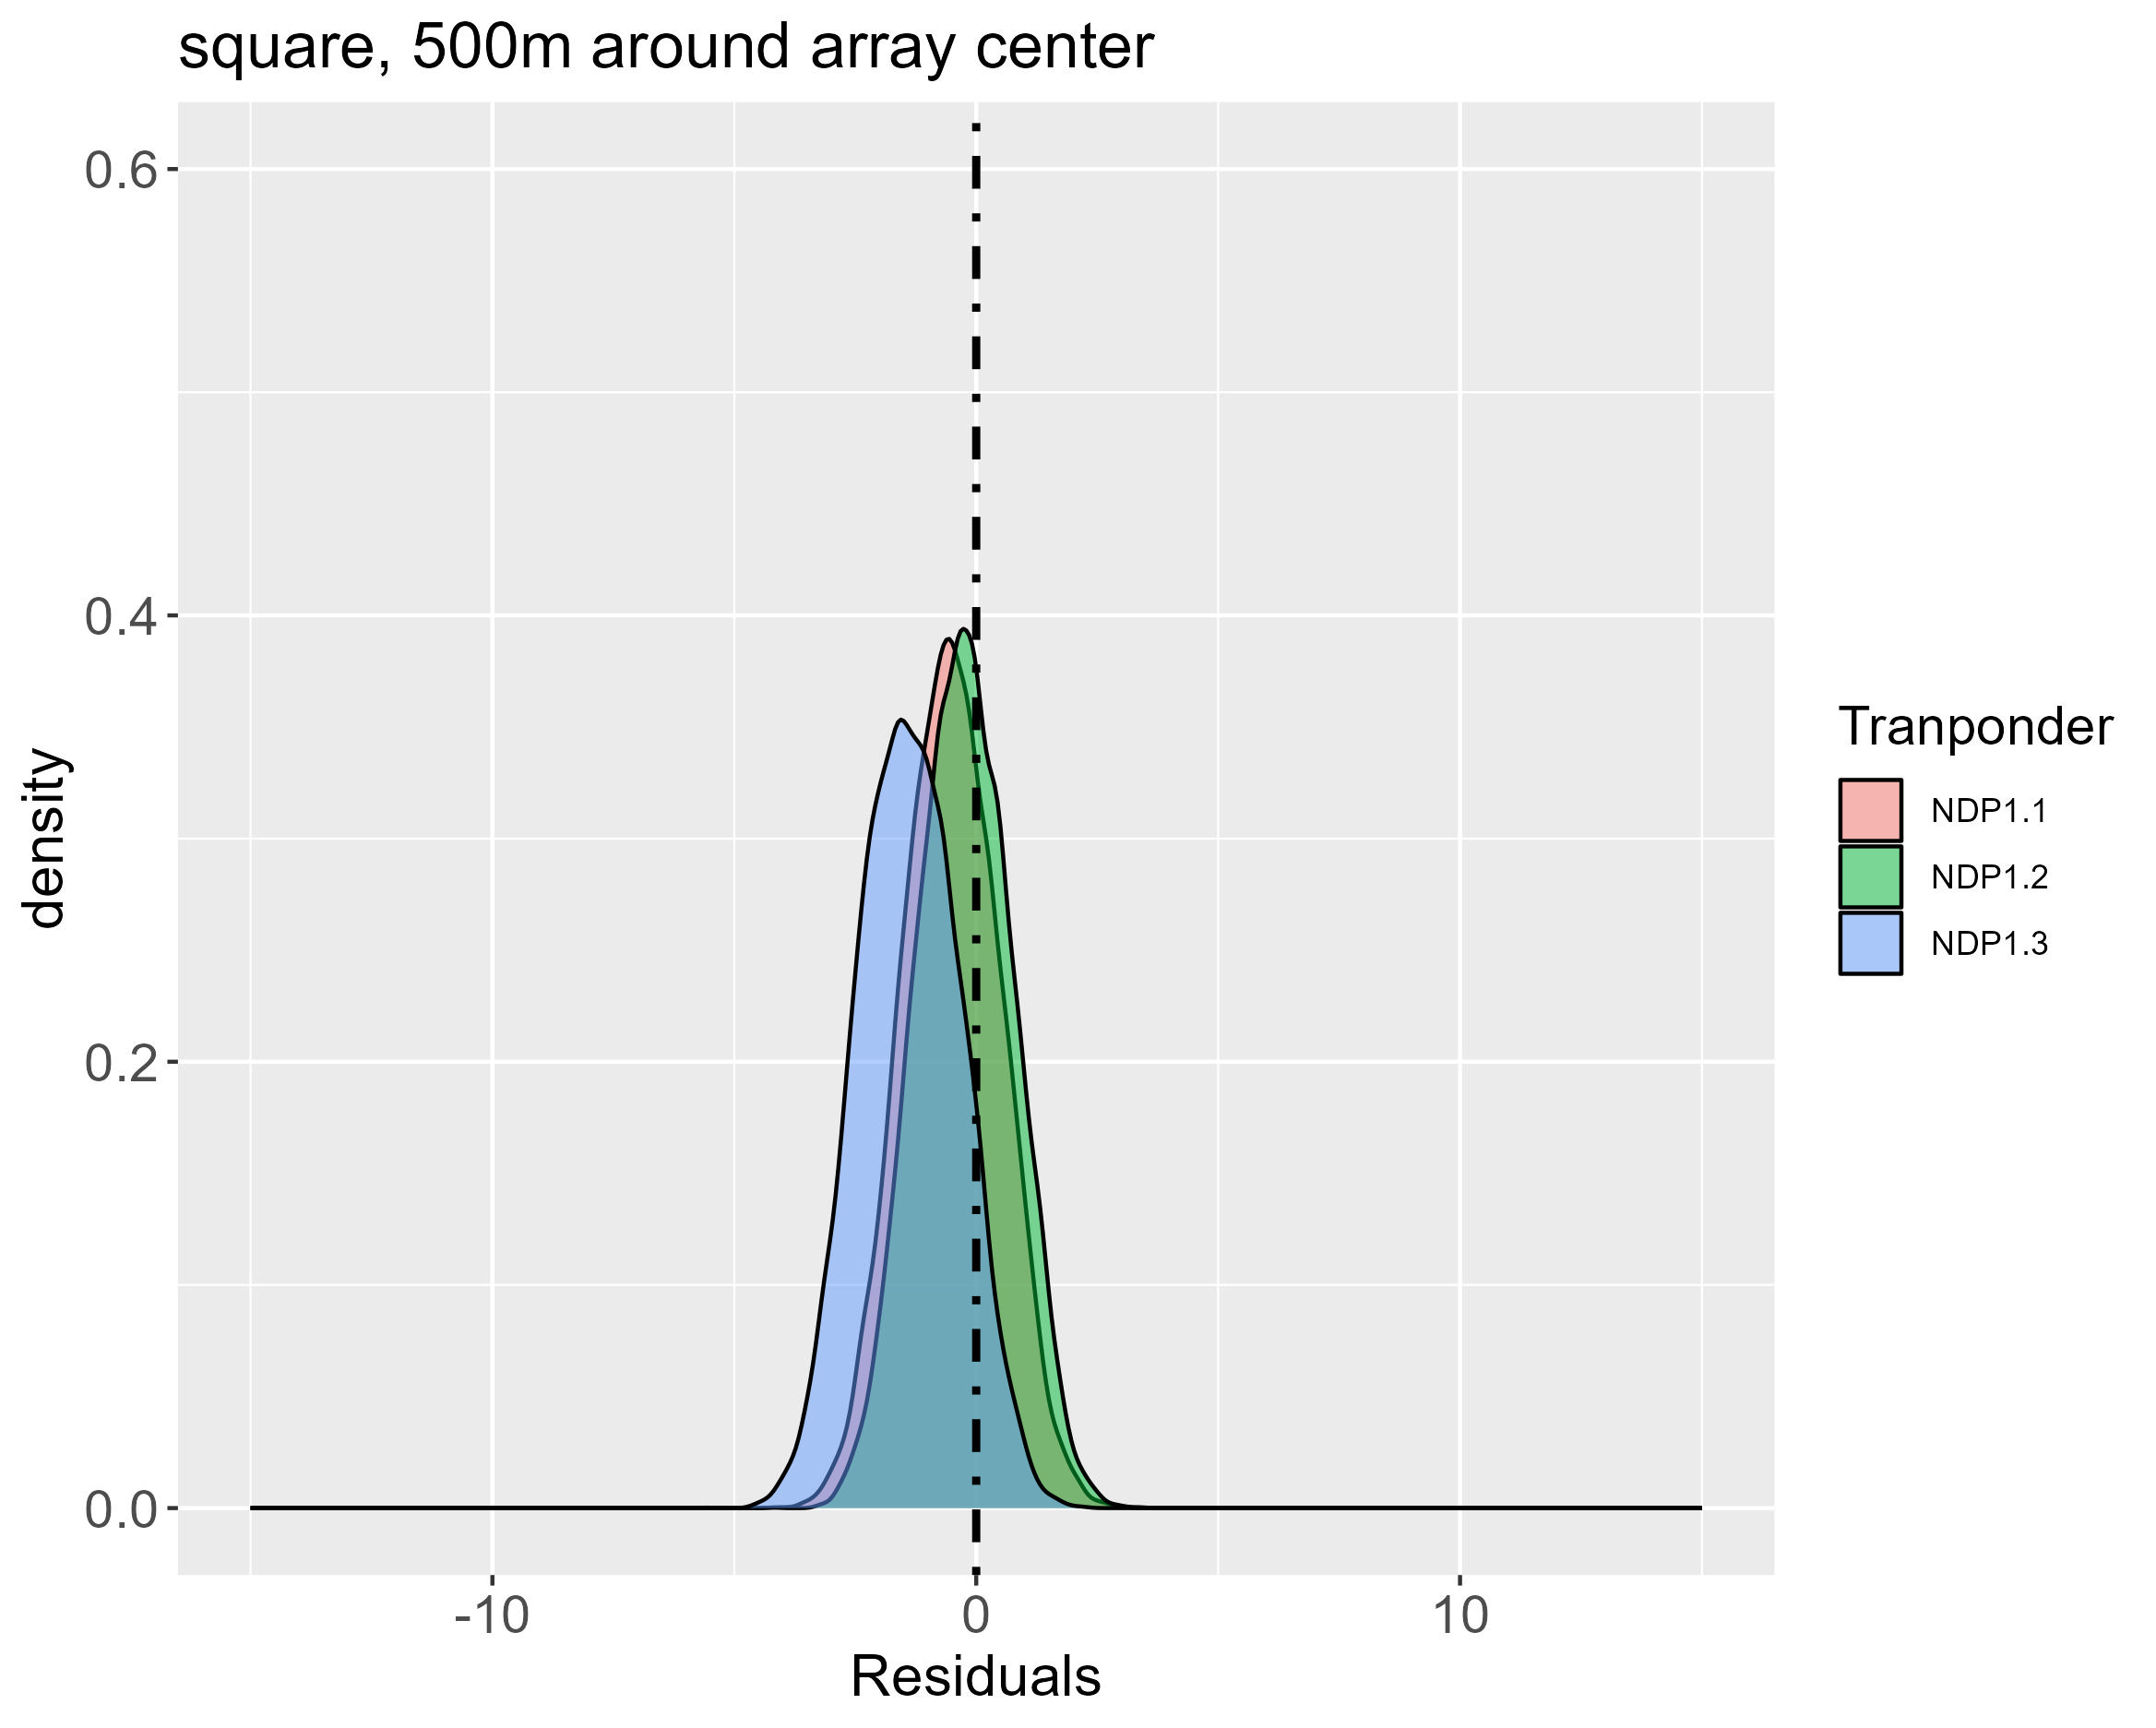 square, 500m around array center
0.6
0.4
0.2
0.0
density
-10
0
10
Residuals
Tranponder
NDP1.1
NDP1.2
NDP1.3